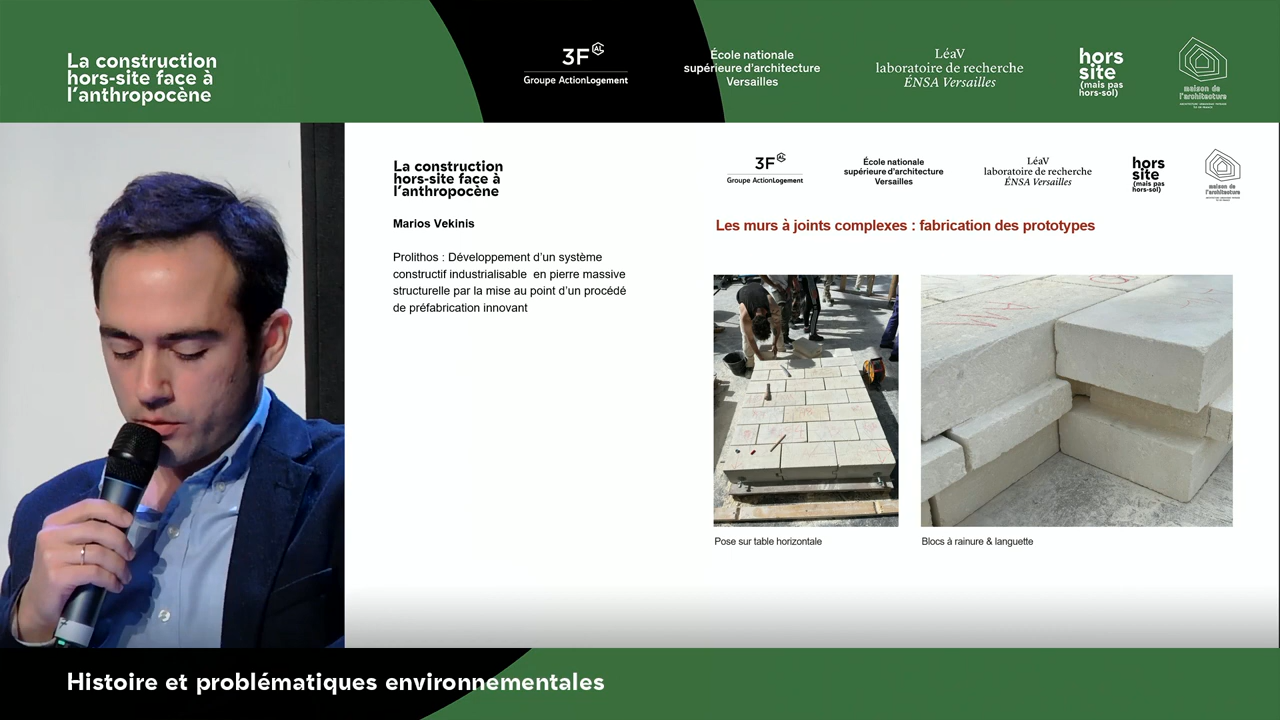 La construction
hors-site face à
l'anthropocène
3F AL
Groupe ActionLogement
École nationale
supérieure d'architecture
Versailles
LéaV
laboratoire de recherche
ÉNSA Versailles
hors
site
(mais pas
hors-sol)
maison de
l'architecture
La construction
hors-site face à
l'anthropocène
3F AL
Groupe ActionLogement
École nationale
supérieure d'architecture
Versailles
LéaV
laboratoire de recherche
ÉNSA Versailles
hors
site
(mais pas
hors-sol)
maison de
l'architecture
Marios Vekinis
Prolithos : Développement d'un système
constructif industrialisable en pierre massive
structurelle par la mise au point d'un procédé
de préfabrication innovant
Les murs à joints complexes : fabrication des prototypes
Pose sur table horizontale
Blocs à rainure & languette
Histoire et problématiques environnementales